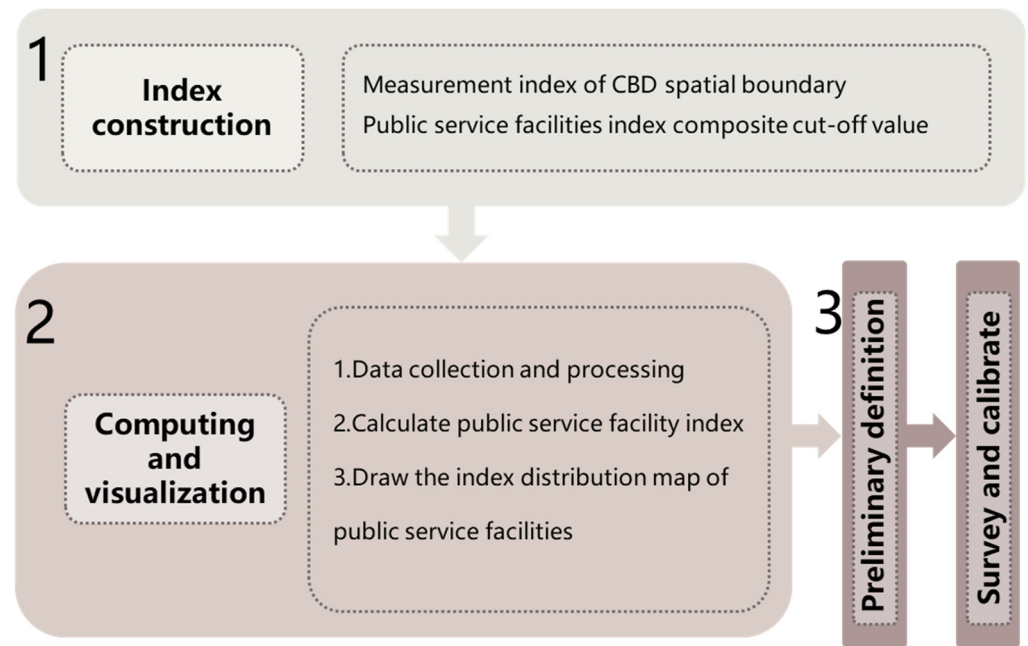 1
Index
construction
Measurement index of CBD spatial boundary
Public service facilities index composite cut-off value
2
Computing
and
visualization
1.Data collection and processing
2.Calculate public service facility index
3.Draw the index distribution map of
public service facilities
3
Preliminary definition
Survey and calibrate